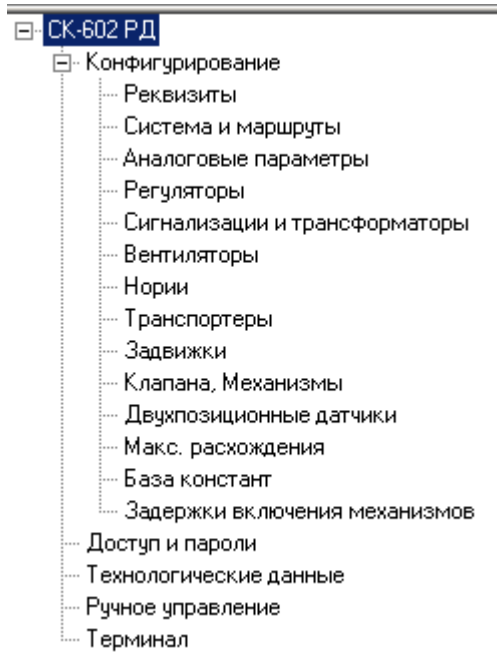 СК-602 РД
Конфигурирование
Реквизиты
Система и маршруты
Аналоговые параметры
Регуляторы
Сигнализации и трансформаторы
Вентиляторы
Нории
Транспортеры
Задвижки
Клапана, Механизмы
Двухпозиционные датчики
Макс. расхождения
База констант
Задержки включения механизмов
Доступ и пароли
Технологические данные
Ручное управление
Терминал